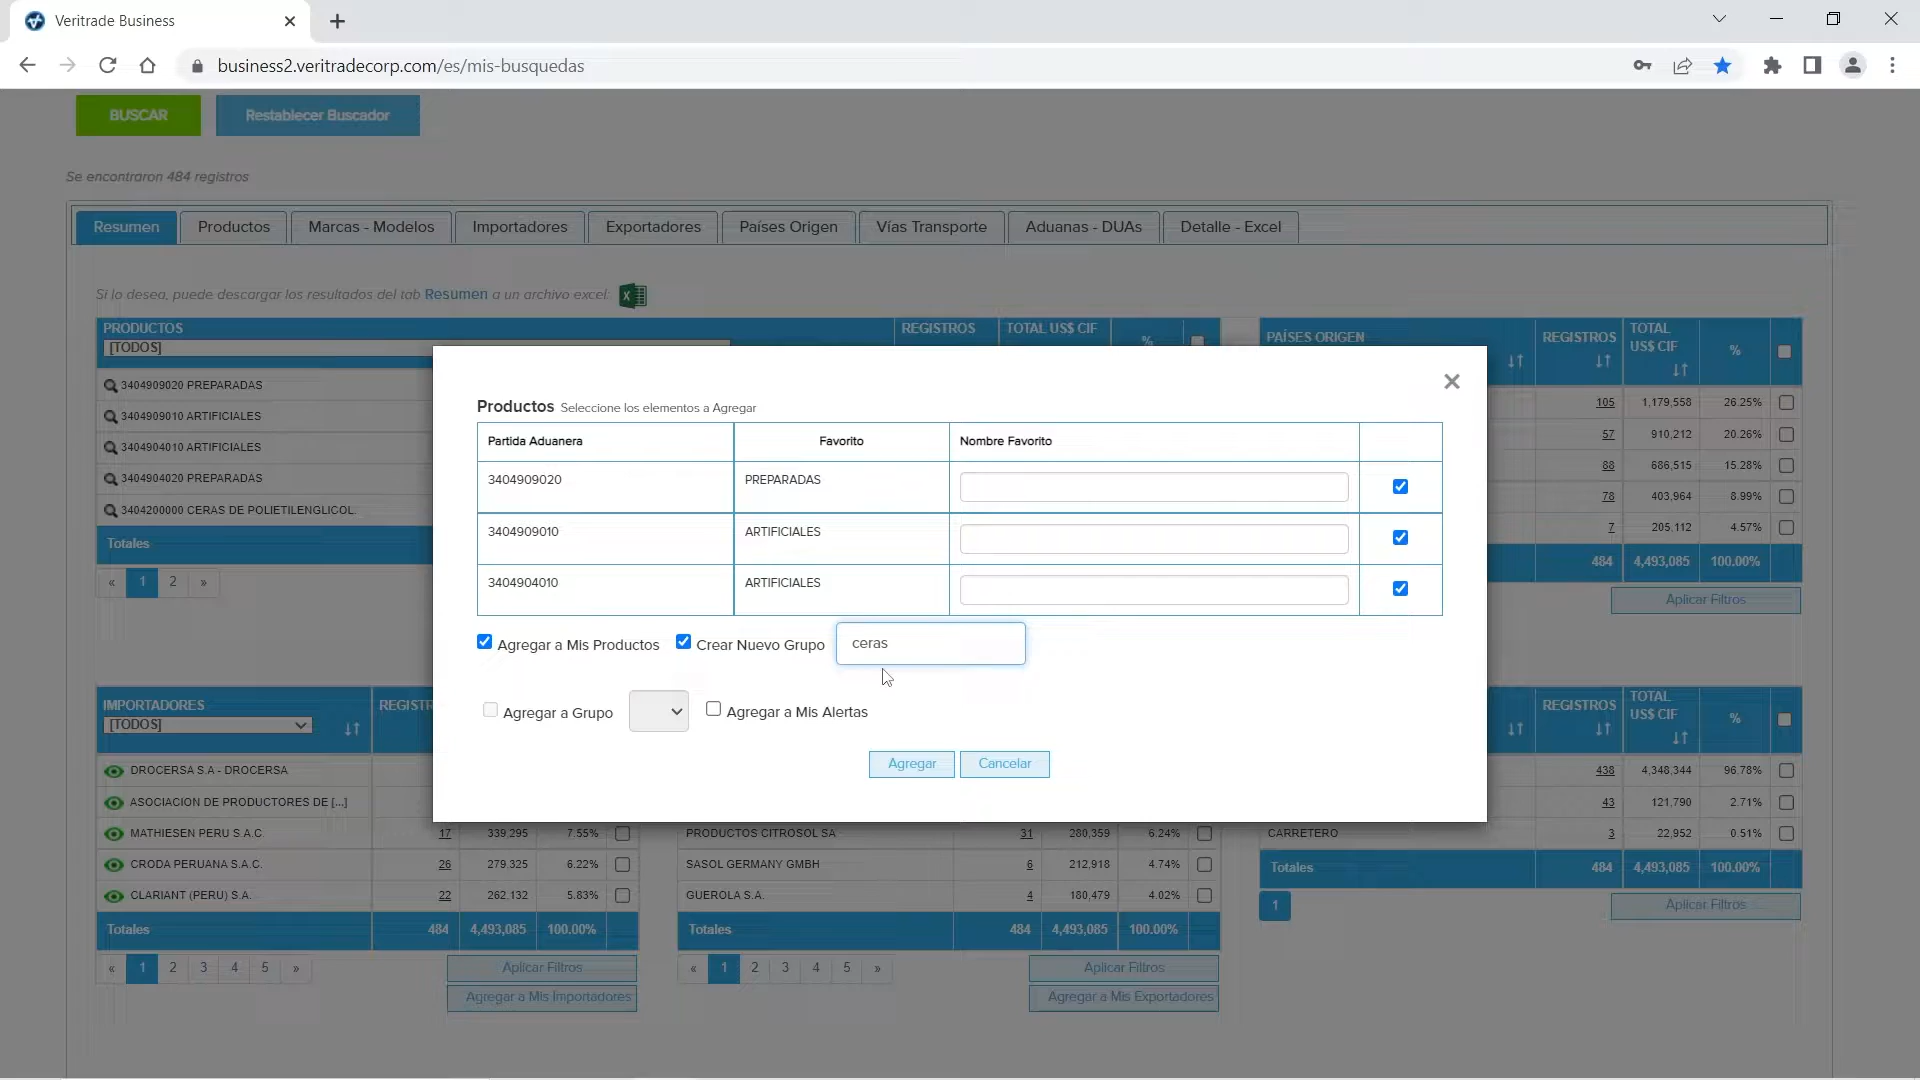 Veritrade Business
business2.veritradecorp.com/es/mis-busquedas
BUSCAR
Restablecer Buscador
Se encontraron 484 registros
Resumen
Productos
Marcas - Modelos
Importadores
Exportadores
Países Origen
Vías Transporte
Aduanas - DUAs
Detalle - Excel
Si lo desea, puede descargar los resultados del tab Resumen a un archivo excel:
PRODUCTOS
[TODOS]
REGISTROS
TOTAL US$ CIF
%
3404909020 PREPARADAS
3404909010 ARTIFICIALES
3404904010 ARTIFICIALES
3404904020 PREPARADAS
3404200000 CERAS DE POLIETILENGLICOL.
Totales
« 1 2 »
PAÍSES ORIGEN
REGISTROS
TOTAL US$ CIF
%
105 1,179,558 26.25%
57 910,212 20.26%
88 686,515 15.28%
78 403,964 8.99%
7 205,112 4.57%
484 4,493,085 100.00%
Aplicar Filtros
Productos Seleccione los elementos a Agregar
Partida Aduanera Favorito Nombre Favorito
3404909020 PREPARADAS
3404909010 ARTIFICIALES
3404904010 ARTIFICIALES
Agregar a Mis Productos Crear Nuevo Grupo ceras
Agregar a Grupo Agregar a Mis Alertas
Agregar Cancelar
IMPORTADORES
[TODOS]
DROCERSA S.A - DROCERSA
ASOCIACION DE PRODUCTORES DE [...]
MATHIESEN PERU S.A.C. 17 339,295 7.55%
CRODA PERUANA S.A.C. 26 279,325 6.22%
CLARIANT (PERU) S.A. 22 262,132 5.83%
Totales 484 4,493,085 100.00%
« 1 2 3 4 5 »
Aplicar Filtros
Agregar a Mis Importadores
PRODUCTOS CITROSOL SA 31 280,359 6.24%
SASOL GERMANY GMBH 6 212,918 4.74%
GUEROLA S.A. 4 180,479 4.02%
Totales 484 4,493,085 100.00%
« 1 2 3 4 5 »
Aplicar Filtros
Agregar a Mis Exportadores
REGISTROS
TOTAL US$ CIF
%
438 4,348,344 96.78%
43 121,790 2.71%
CARRETERO 3 22,952 0.51%
Totales 484 4,493,085 100.00%
1
Aplicar Filtros